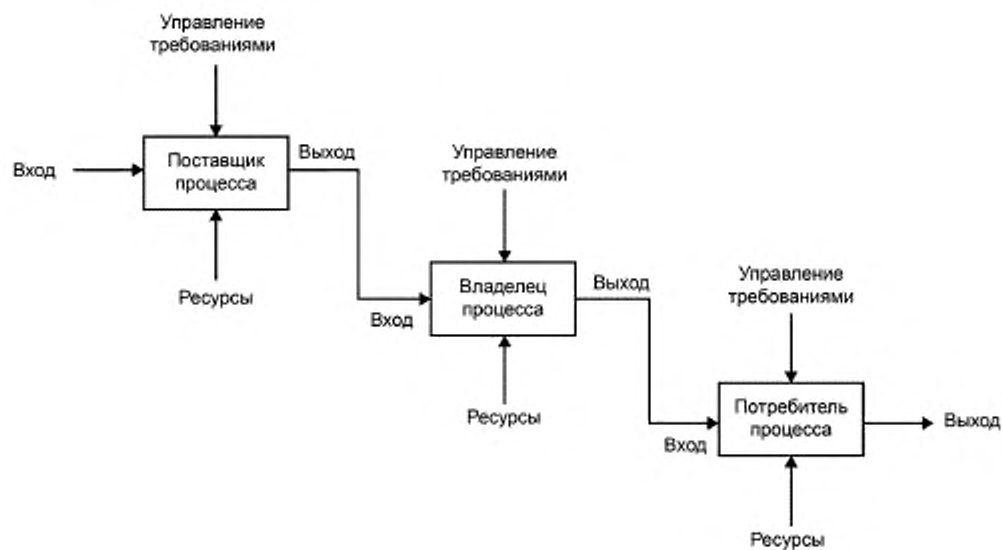 Управление
требованиями
Вход
Поставщик
процесса
Выход
Ресурсы
Управление
требованиями
Вход
Владелец
процесса
Выход
Ресурсы
Управление
требованиями
Вход
Потребитель
процесса
Выход
Ресурсы